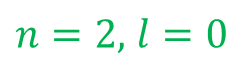 n = 2, l = 0